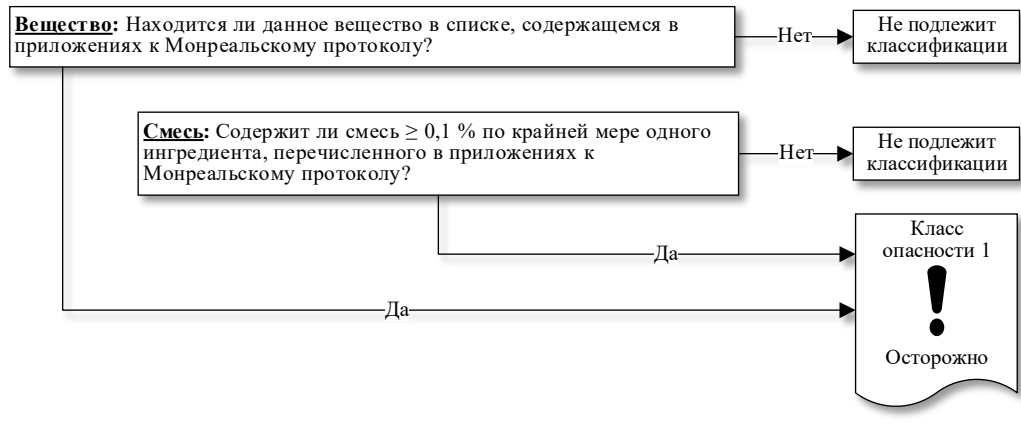 Вещество: Находится ли данное вещество в списке, содержащемся в
приложениях к Монреальскому протоколу?
Нет
Не подлежит
классификации
Смесь: Содержит ли смесь ≥ 0,1 % по крайней мере одного
ингредиента, перечисленного в приложениях к
Монреальскому протоколу?
Нет
Не подлежит
классификации
Да
Да
Класс
опасности 1
Осторожно